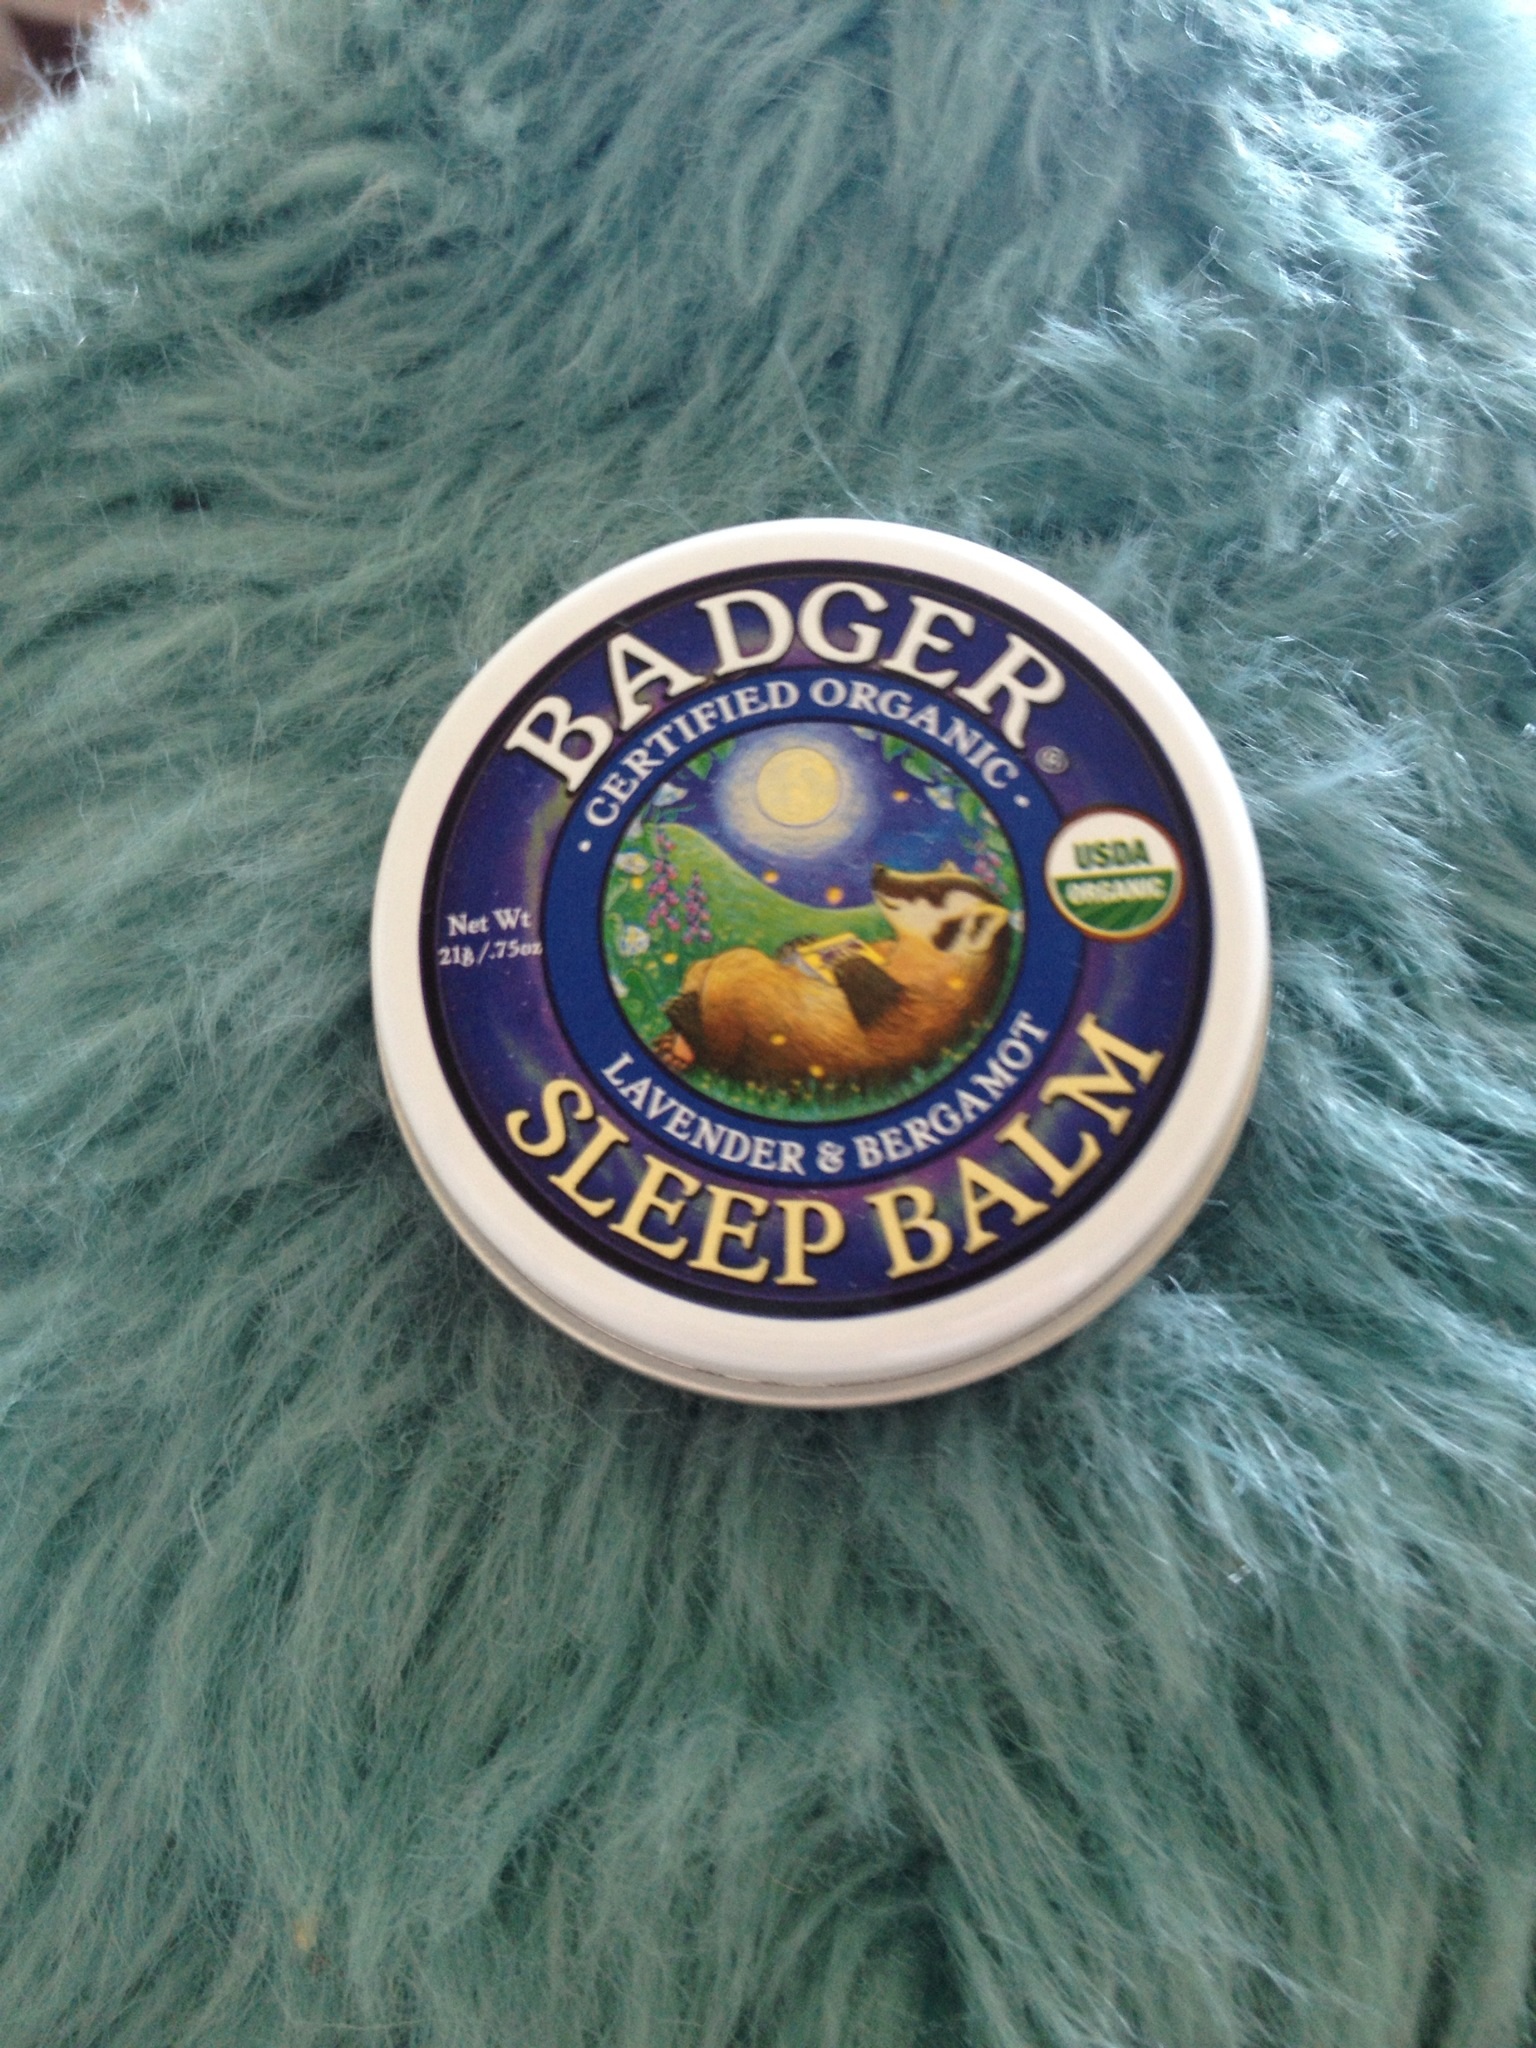 BADGER®
• CERTIFIED ORGANIC •
USDA
ORGANIC
Net Wt
21g/.75oz
LAVENDER & BERGAMOT
SLEEP BALM